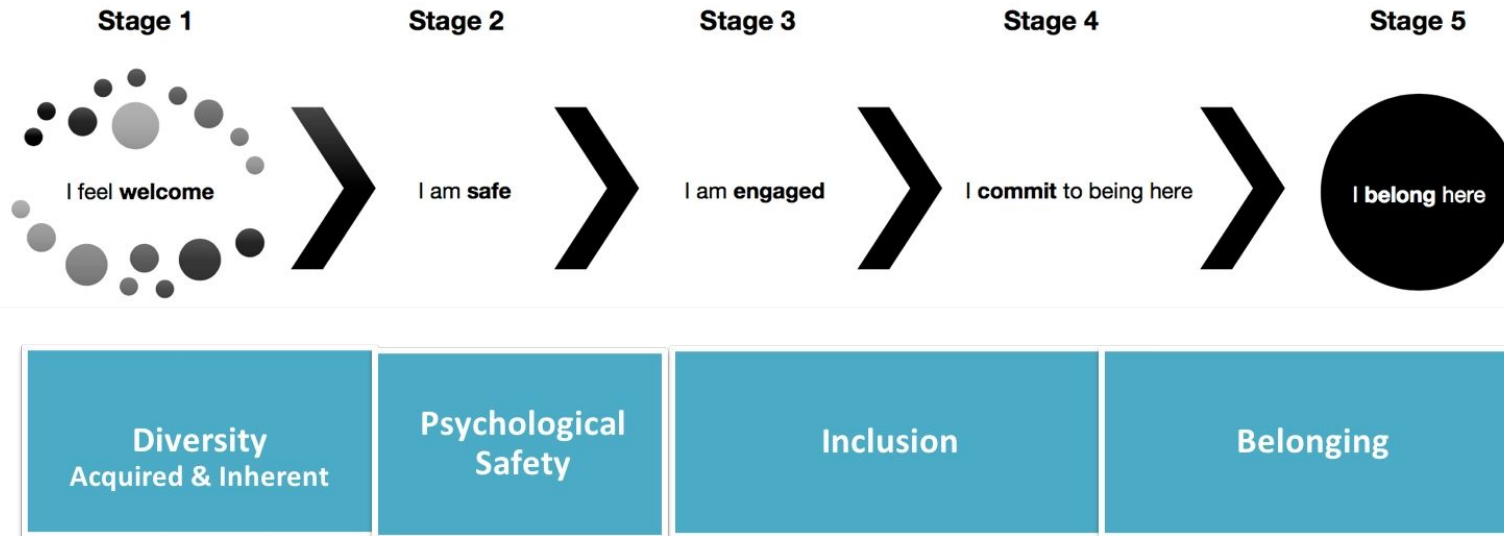 Stage 1 Stage 2 Stage 3 Stage 4 Stage 5
I feel welcome I am safe I am engaged I commit to being here I belong here
Diversity
Acquired & Inherent
Psychological
Safety
Inclusion
Belonging